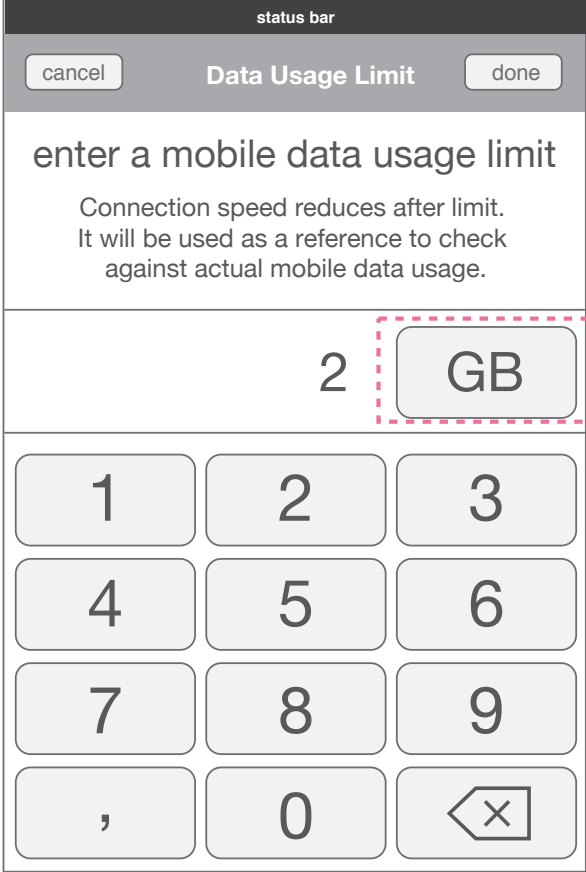 status bar
cancel Data Usage Limit done
enter a mobile data usage limit
Connection speed reduces after limit.
It will be used as a reference to check
against actual mobile data usage.
2 GB
1 2 3
4 5 6
7 8 9
, 0